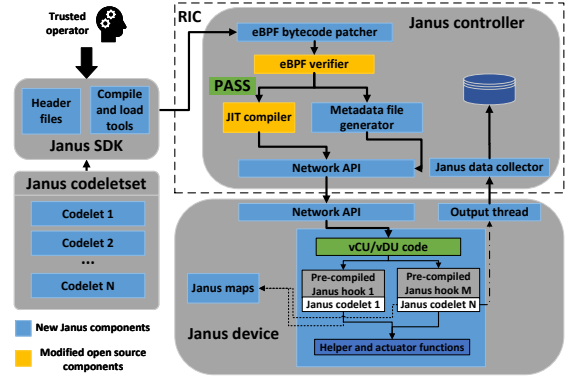 Trusted
operator
RIC
Janus controller
eBPF bytecode patcher
eBPF verifier
PASS
JIT compiler
Metadata file
generator
Network API
Janus data collector
Header
files
Compile
and load
tools
Janus SDK
Janus codeletset
Codelet 1
Codelet 2
...
Codelet N
Network API
Output thread
vCU/vDU code
Janus maps
Pre-compiled
Janus hook 1
Janus codelet 1
Pre-compiled
Janus hook M
Janus codelet N
Helper and actuator functions
Janus device
New Janus components
Modified open source
components